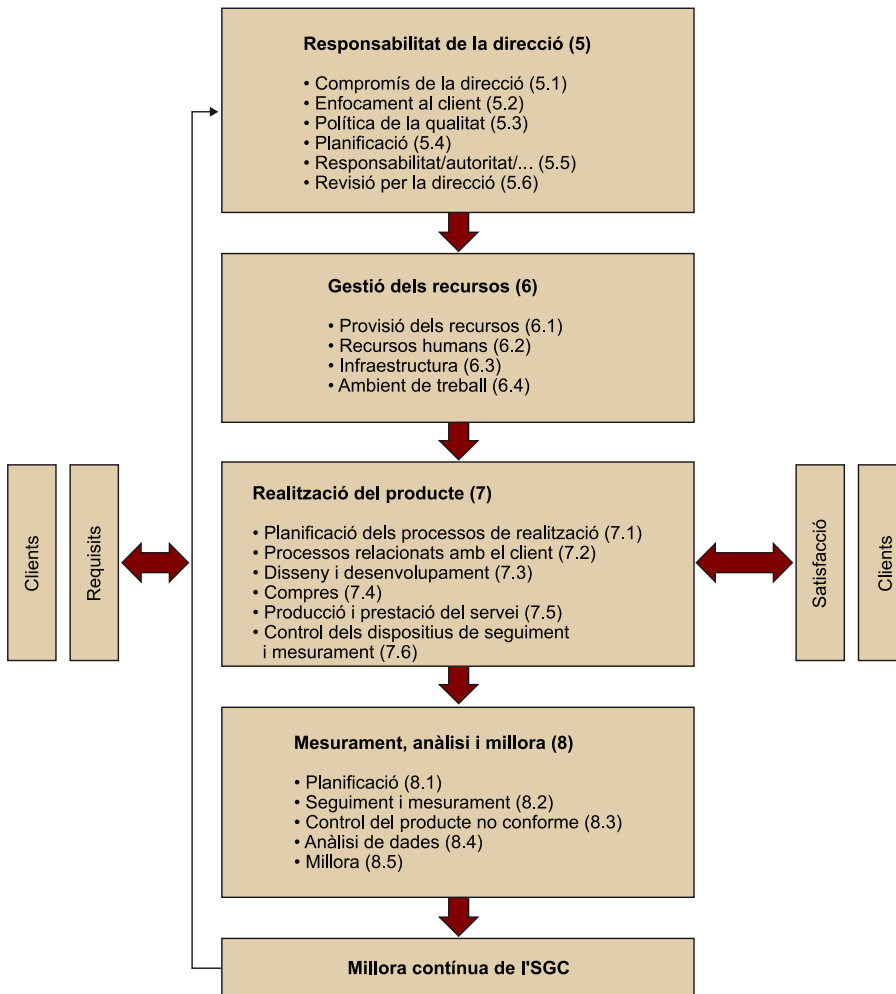 Responsabilitat de la direcció (5)
• Compromís de la direcció (5.1)
• Enfocament al client (5.2)
• Política de la qualitat (5.3)
• Planificació (5.4)
• Responsabilitat/autoritat/... (5.5)
• Revisió per la direcció (5.6)
Gestió dels recursos (6)
• Provisió dels recursos (6.1)
• Recursos humans (6.2)
• Infraestructura (6.3)
• Ambient de treball (6.4)
Clients
Requisits
Realització del producte (7)
• Planificació dels processos de realització (7.1)
• Processos relacionats amb el client (7.2)
• Disseny i desenvolupament (7.3)
• Compres (7.4)
• Producció i prestació del servei (7.5)
• Control dels dispositius de seguiment
i mesurament (7.6)
Satisfacció
Clients
Mesurament, anàlisi i millora (8)
• Planificació (8.1)
• Seguiment i mesurament (8.2)
• Control del producte no conforme (8.3)
• Anàlisi de dades (8.4)
• Millora (8.5)
Millora contínua de l'SGC